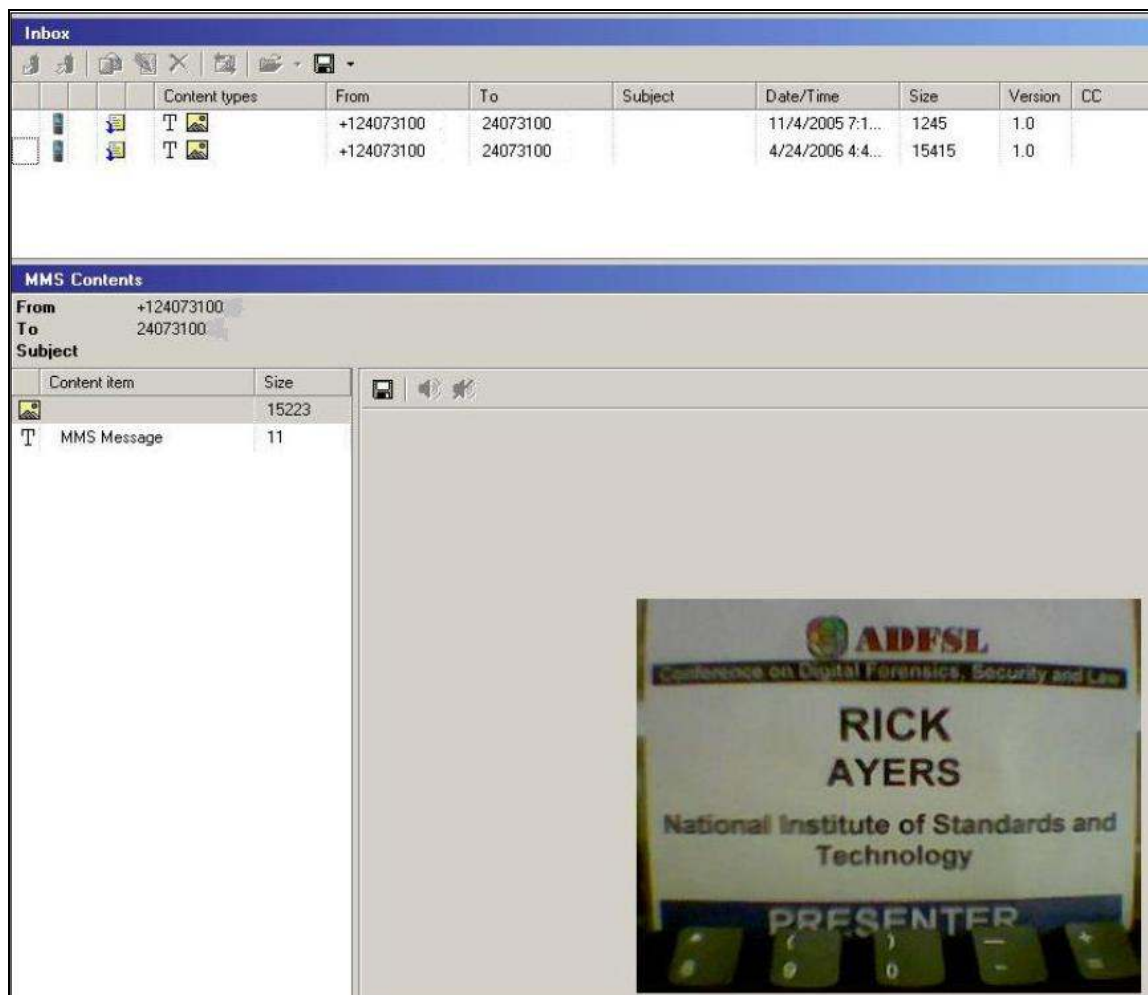 Inbox
Content types From To Subject Date/Time Size Version CC
T +124073100 24073100 11/4/2005 7:1... 1245 1.0
T +124073100 24073100 4/24/2006 4:4... 15415 1.0
MMS Contents
From +124073100
To 24073100
Subject
Content item Size
15223
T MMS Message 11
ADFSL
Conference on Digital Forensics, Security and Law
RICK
AYERS
National Institute of Standards and
Technology
PRESENTER
* ( ) — +
8 9 0 - =